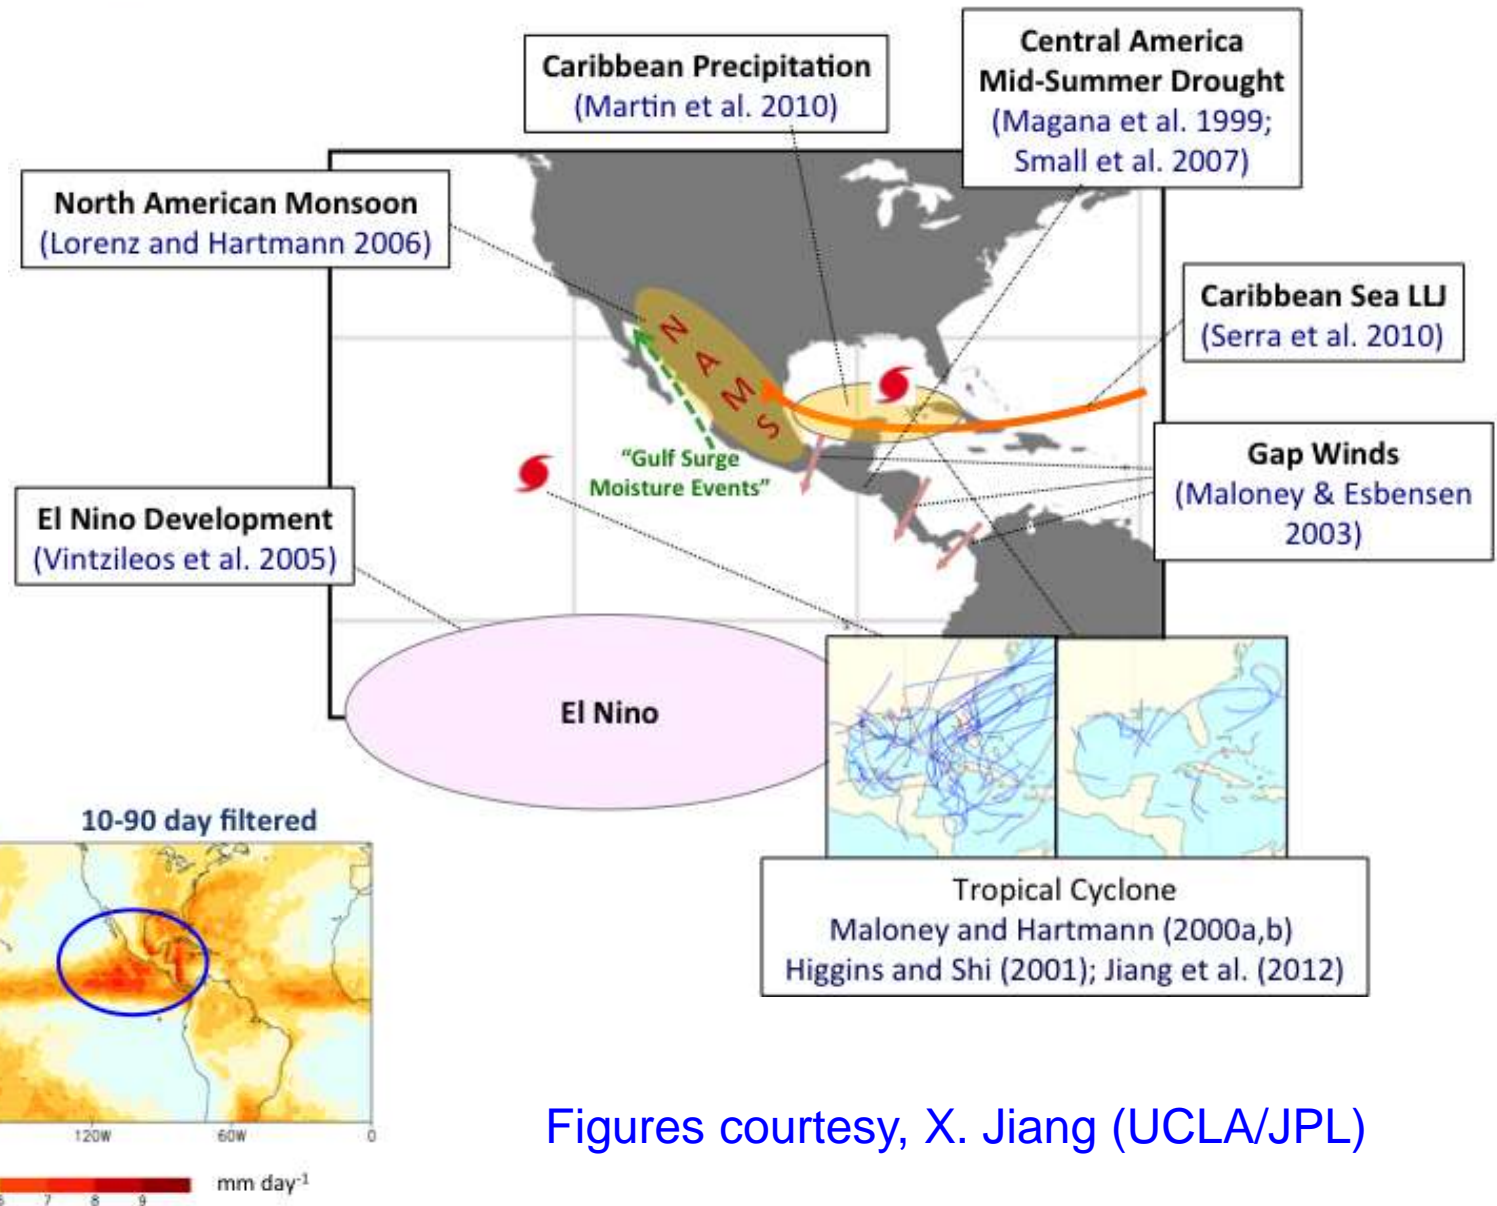 Central America
Mid-Summer Drought
(Magana et al. 1999;
Small et al. 2007)
Caribbean Precipitation
(Martin et al. 2010)
North American Monsoon
(Lorenz and Hartmann 2006)
Caribbean Sea LLJ
(Serra et al. 2010)
N
A
M
S
Gap Winds
(Maloney & Esbensen
2003)
"Gulf Surge
Moisture Events"
El Nino Development
(Vintzileos et al. 2005)
El Nino
10-90 day filtered
Tropical Cyclone
Maloney and Hartmann (2000a,b)
Higgins and Shi (2001); Jiang et al. (2012)
120W 60W 0
Figures courtesy, X. Jiang (UCLA/JPL)
mm day-1
7 8 9